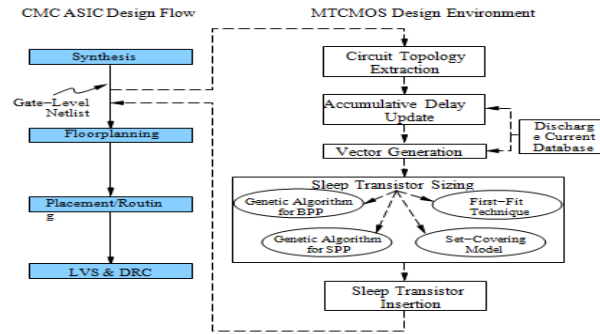 CMC ASIC Design Flow
MTCMOS Design Environment
Synthesis
Gate-Level
Netlist
Floorplanning
Placement/Routin
g
LVS & DRC
Circuit Topology
Extraction
Accumulative Delay
Update
Vector Generation
Discharg
e Current
Database
Sleep Transistor Sizing
Genetic Algorithm
for BPP
First-Fit
Technique
Genetic Algorithm
for SPP
Set-Covering
Model
Sleep Transistor
Insertion